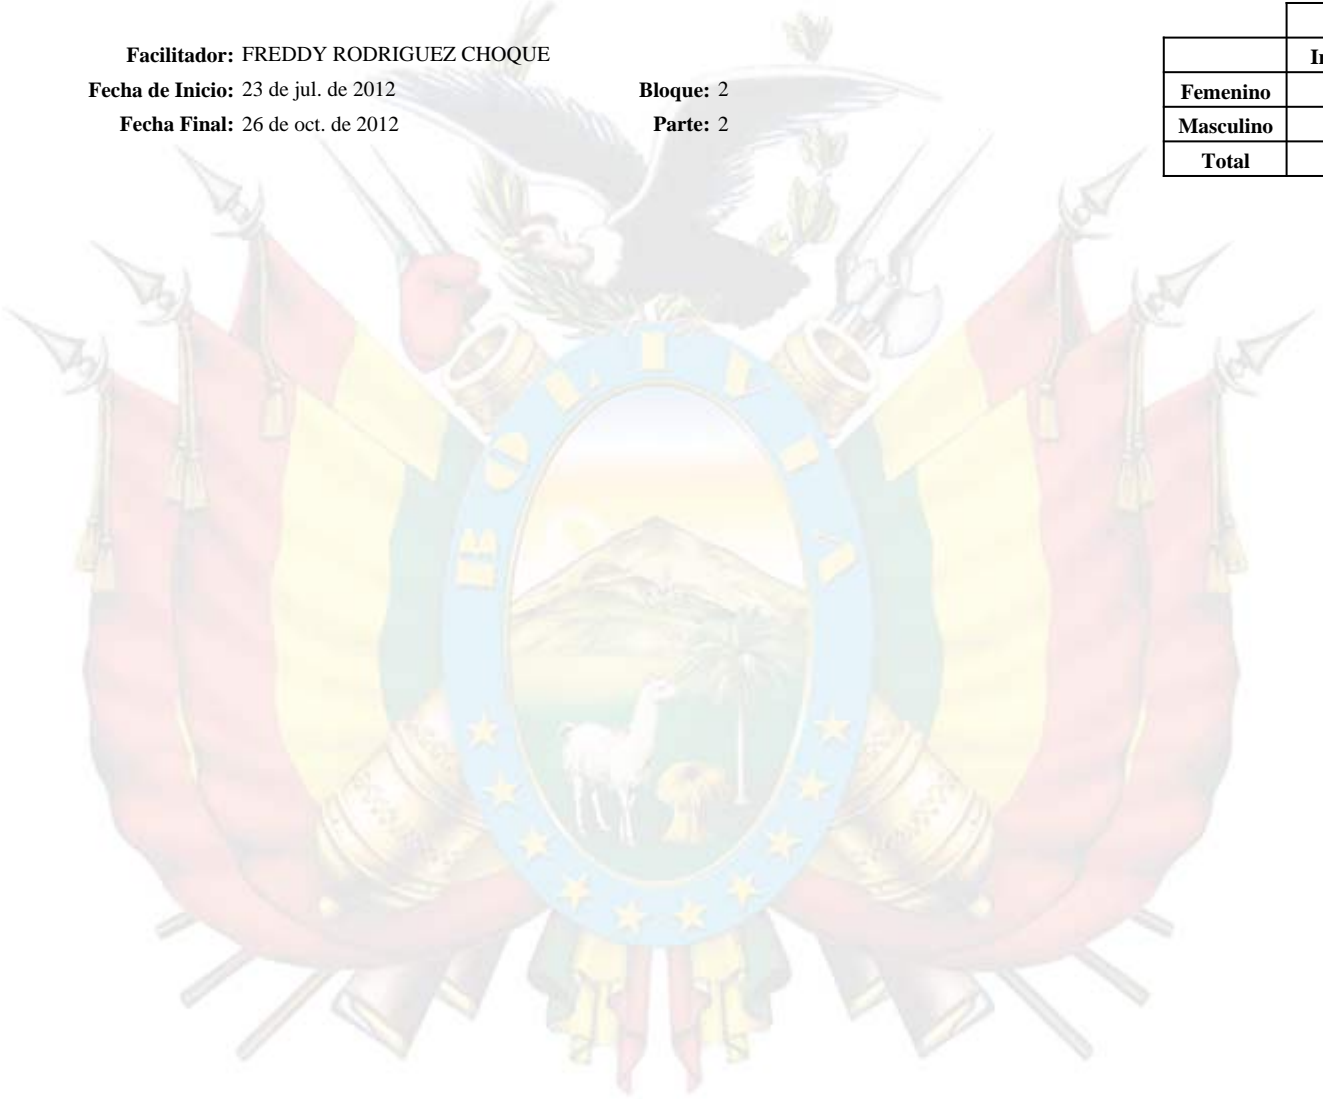 Facilitador: FREDDY RODRIGUEZ CHOQUE
Fecha de Inicio: 23 de jul. de 2012 Bloque: 2
Fecha Final: 26 de oct. de 2012 Parte: 2
Femenino
Masculino
Total
BOLIVIA